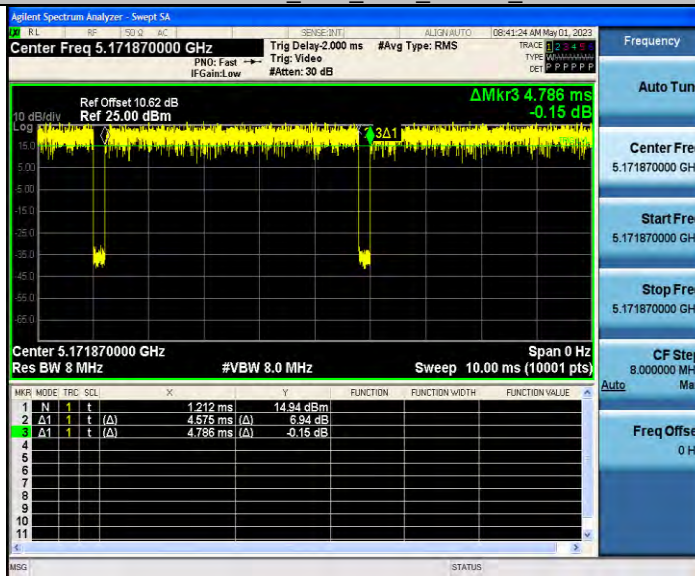 Agilent Spectrum Analyzer - Swept SA
RL RF 50 Ω AC SENSE:INT ALIGN AUTO 08:41:24 AM May 01, 2023
Center Freq 5.171870000 GHz
PNO: Fast
IFGain:Low
Trig Delay-2.000 ms
Trig: Video
#Atten: 30 dB
#Avg Type: RMS
TRACE 1 2 3 4 5 6
TYPE
DET P P P P P P
Ref Offset 10.62 dB
10 dB/div Ref 25.00 dBm
Log
ΔMkr3 4.786 ms
-0.15 dB
3Δ1
15.0
5.00
-5.00
-15.0
-25.0
-35.0
-45.0
-55.0
-65.0
Center 5.171870000 GHz Span 0 Hz
Res BW 8 MHz #VBW 8.0 MHz Sweep 10.00 ms (10001 pts)
MKR MODE TRC SCL X Y FUNCTION FUNCTION WIDTH FUNCTION VALUE
1 N 1 t 1.212 ms 14.94 dBm
2 Δ1 1 t (Δ) 4.575 ms (Δ) 6.94 dB
3 Δ1 1 t (Δ) 4.786 ms (Δ) -0.15 dB
4
5
6
7
8
9
10
11
MSG STATUS
Frequency
Auto Tun
Center Fre
5.171870000 GH
Start Fre
5.171870000 GH
Stop Fre
5.171870000 GH
CF Step
8.000000 MH
Auto Ma
Freq Offse
0 H